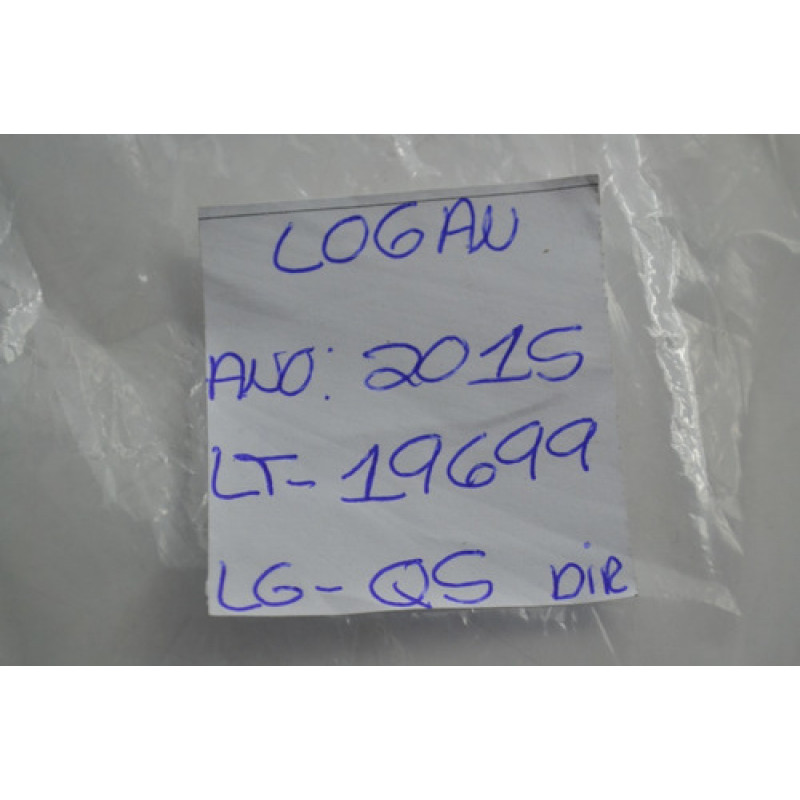 LOGAN
ANO: 2015
LT-19699
LG-QS DIR